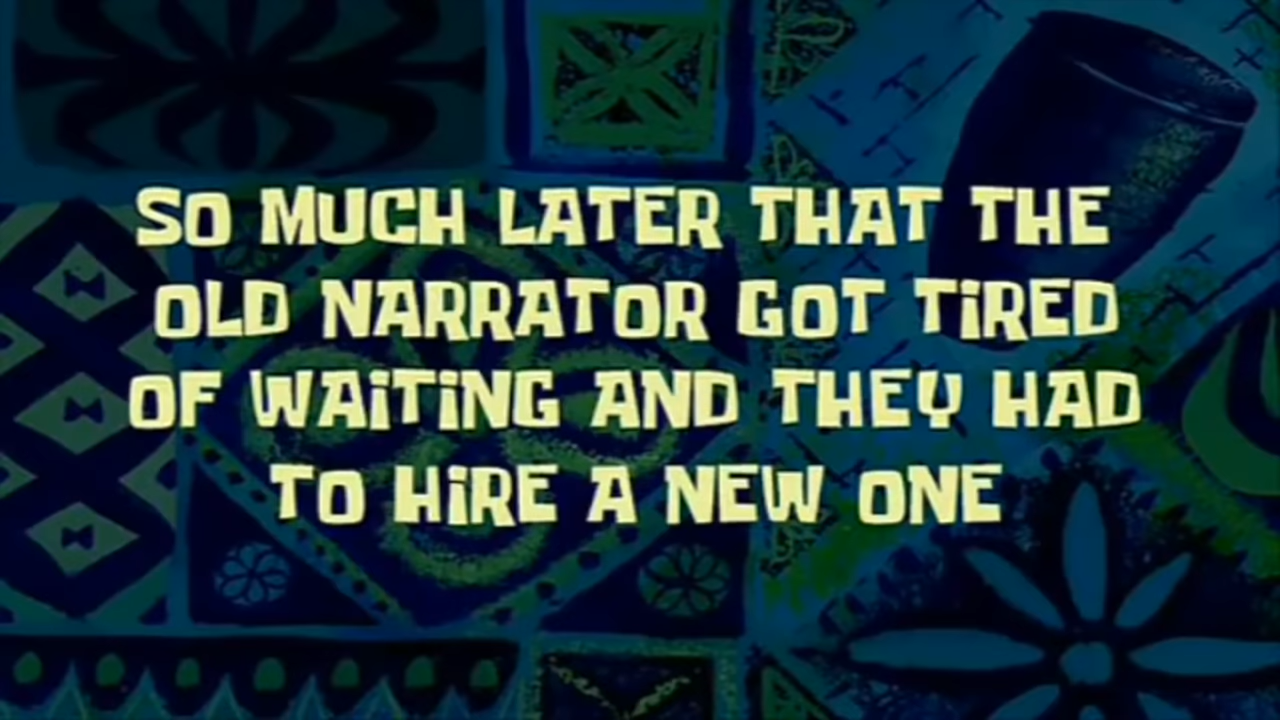 SO MUCH LATER THAT THE
OLD NARRATOR GOT TiRED
OF WAiTiNG AND THEY HAD
TO HiRE A NEW ONE